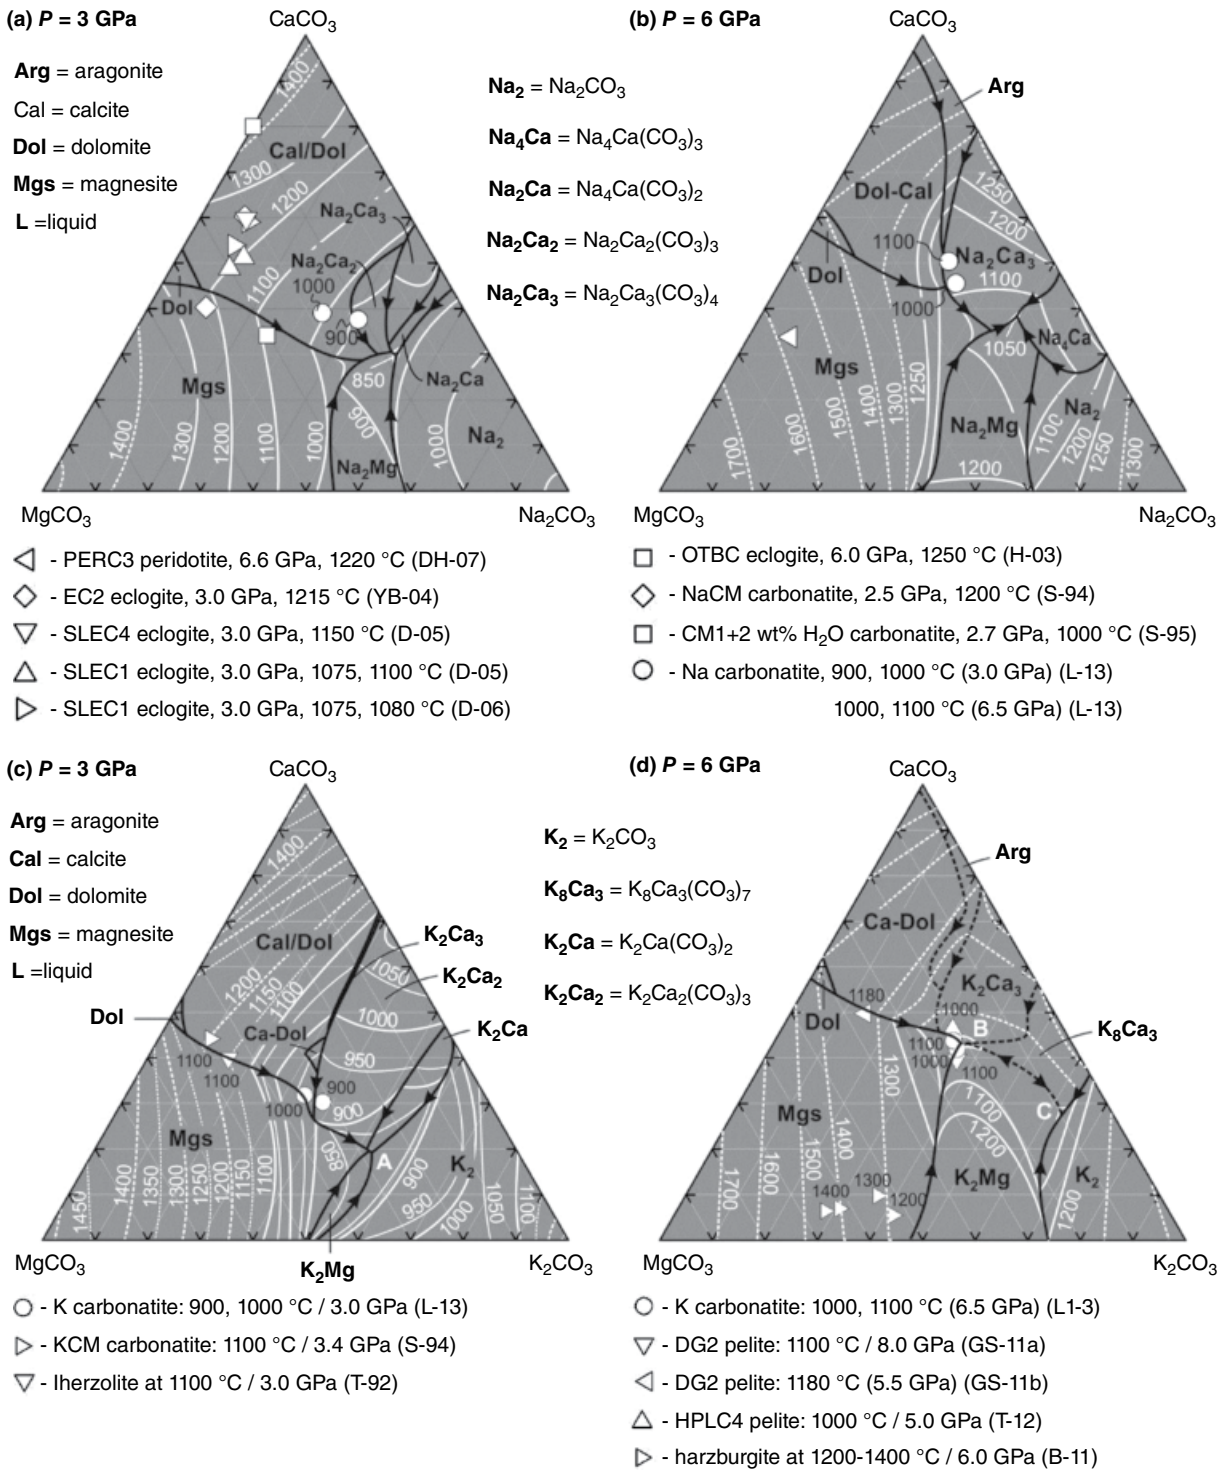 (a) P = 3 GPa
CaCO3
Arg = aragonite
Cal = calcite
Dol = dolomite
Mgs = magnesite
L =liquid
1400
Cal/Dol
1300
1200
Na2Ca3
Na2Ca2
1000
1100
900
Dol
Mgs
850
Na2Ca
900
1400
1300
1200
1100
1000
1000
Na2
Na2Mg
MgCO3
Na2CO3
Na2 = Na2CO3
Na4Ca = Na4Ca(CO3)3
Na2Ca = Na4Ca(CO3)2
Na2Ca2 = Na2Ca2(CO3)3
Na2Ca3 = Na2Ca3(CO3)4
(b) P = 6 GPa
CaCO3
Arg
Dol-Cal
1250
1200
1100
Na2Ca3
Dol
1100
1000
Na4Ca
1050
Mgs
1250
1300
1400
1500
1600
1700
Na2Mg
Na2
1100
1200
1250
1300
1200
MgCO3
Na2CO3
- PERC3 peridotite, 6.6 GPa, 1220 °C (DH-07)
- EC2 eclogite, 3.0 GPa, 1215 °C (YB-04)
- SLEC4 eclogite, 3.0 GPa, 1150 °C (D-05)
- SLEC1 eclogite, 3.0 GPa, 1075, 1100 °C (D-05)
- SLEC1 eclogite, 3.0 GPa, 1075, 1080 °C (D-06)
- OTBC eclogite, 6.0 GPa, 1250 °C (H-03)
- NaCM carbonatite, 2.5 GPa, 1200 °C (S-94)
- CM1+2 wt% H2O carbonatite, 2.7 GPa, 1000 °C (S-95)
- Na carbonatite, 900, 1000 °C (3.0 GPa) (L-13)
1000, 1100 °C (6.5 GPa) (L-13)
(c) P = 3 GPa
CaCO3
Arg = aragonite
Cal = calcite
Dol = dolomite
Mgs = magnesite
L =liquid
1400
Cal/Dol
K2Ca3
1050
K2Ca2
1200
1150
1100
1000
Dol
Ca-Dol
K2Ca
950
1100
1100
900
1000
900
Mgs
850
A
K2
900
1450
1400
1350
1300
1250
1200
1150
1100
950
1000
1050
1100
MgCO3
K2Mg
K2CO3
K2 = K2CO3
K8Ca3 = K8Ca3(CO3)7
K2Ca = K2Ca(CO3)2
K2Ca2 = K2Ca2(CO3)3
(d) P = 6 GPa
CaCO3
Arg
Ca-Dol
K2Ca3
1180
1000
Dol
B
K8Ca3
1100
1000
1100
1300
Mgs
1100
1200
C
1400
1500
1600
1700
1300
1400
1200
K2Mg
K2
1200
MgCO3
K2CO3
- K carbonatite: 900, 1000 °C / 3.0 GPa (L-13)
- KCM carbonatite: 1100 °C / 3.4 GPa (S-94)
- Iherzolite at 1100 °C / 3.0 GPa (T-92)
- K carbonatite: 1000, 1100 °C (6.5 GPa) (L1-3)
- DG2 pelite: 1100 °C / 8.0 GPa (GS-11a)
- DG2 pelite: 1180 °C (5.5 GPa) (GS-11b)
- HPLC4 pelite: 1000 °C / 5.0 GPa (T-12)
- harzburgite at 1200-1400 °C / 6.0 GPa (B-11)